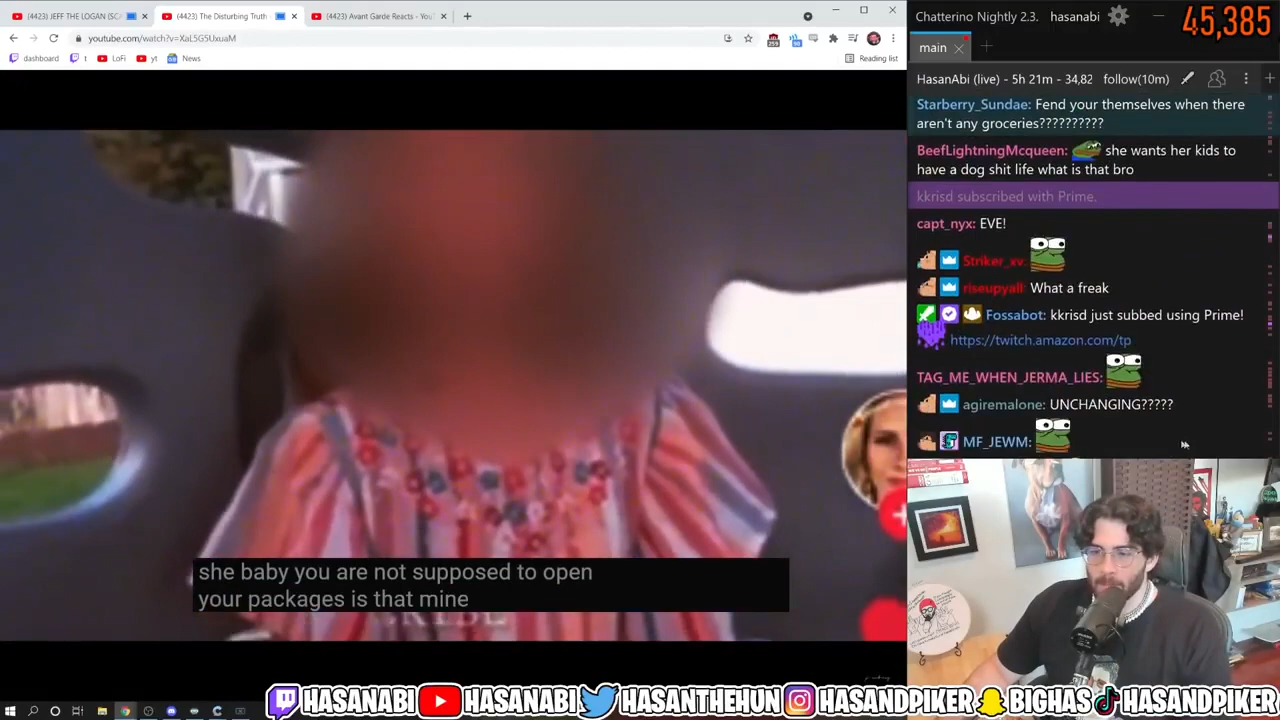 (4423) JEFF THE LOGAN (SCA
(4423) The Disturbing Truth -
(4423) Avant Garde Reacts - YouT
youtube.com/watch?v=XaL5G5UxuaM
259
98
dashboard
1
LoFi
yt
News
Reading list
she baby you are not supposed to open
your packages is that mine
Chatterino Nightly 2.3.
hasanabi
45,385
main
HasanAbi (live) - 5h 21m - 34,82
follow(10m)
Starberry_Sundae: Fend your themselves when there
aren't any groceries??????????
BeefLightningMcqueen: she wants her kids to
have a dog shit life what is that bro
kkrisd subscribed with Prime.
capt_nyx: EVE!
Striker_xv:
riseupyall: What a freak
Fossabot: kkrisd just subbed using Prime!
https://twitch.amazon.com/tp
TAG_ME_WHEN_JERMA_LIES:
agiremalone: UNCHANGING?????
MF_JEWM:
HASANABI
HASANABI
HASANTHEHUN
HASANDPIKER
BIGHAS
HASANDPIKER